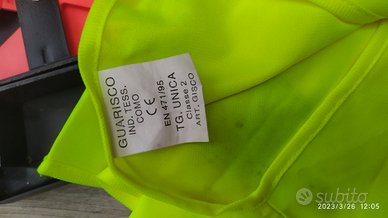 GUARISCO
IND. TESS.
COMO
CE
EN 471/95
TG. UNICA
Classe 2
ART. GISCO
subito
2023/3/26 12:05